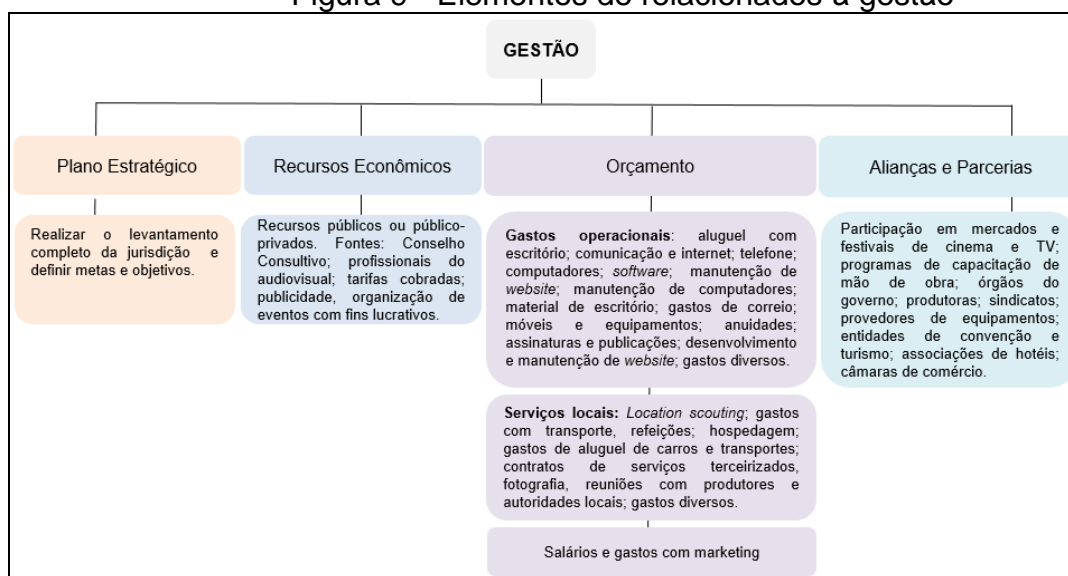 Figura 6 - Elementos de relacionados à gestão
GESTÃO
Plano Estratégico
Realizar o levantamento
completo da jurisdição e
definir metas e objetivos.
Recursos Econômicos
Recursos públicos ou público-
privados. Fontes: Conselho
Consultivo; profissionais do
audiovisual; tarifas cobradas;
publicidade, organização de
eventos com fins lucrativos.
Orçamento
Gastos operacionais: aluguel com
escritório; comunicação e internet; telefone;
computadores; software; manutenção de
website; manutenção de computadores;
material de escritório; gastos de correio;
móveis e equipamentos; anuidades;
assinaturas e publicações; desenvolvimento
e manutenção de website; gastos diversos.
Serviços locais: Location scouting; gastos
com transporte, refeições; hospedagem;
gastos de aluguel de carros e transportes;
contratos de serviços terceirizados,
fotografia, reuniões com produtores e
autoridades locais; gastos diversos.
Salários e gastos com marketing
Alianças e Parcerias
Participação em mercados e
festivais de cinema e TV;
programas de capacitação de
mão de obra; órgãos do
governo; produtoras; sindicatos;
provedores de equipamentos;
entidades de convenção e
turismo; associações de hotéis;
câmaras de comércio.